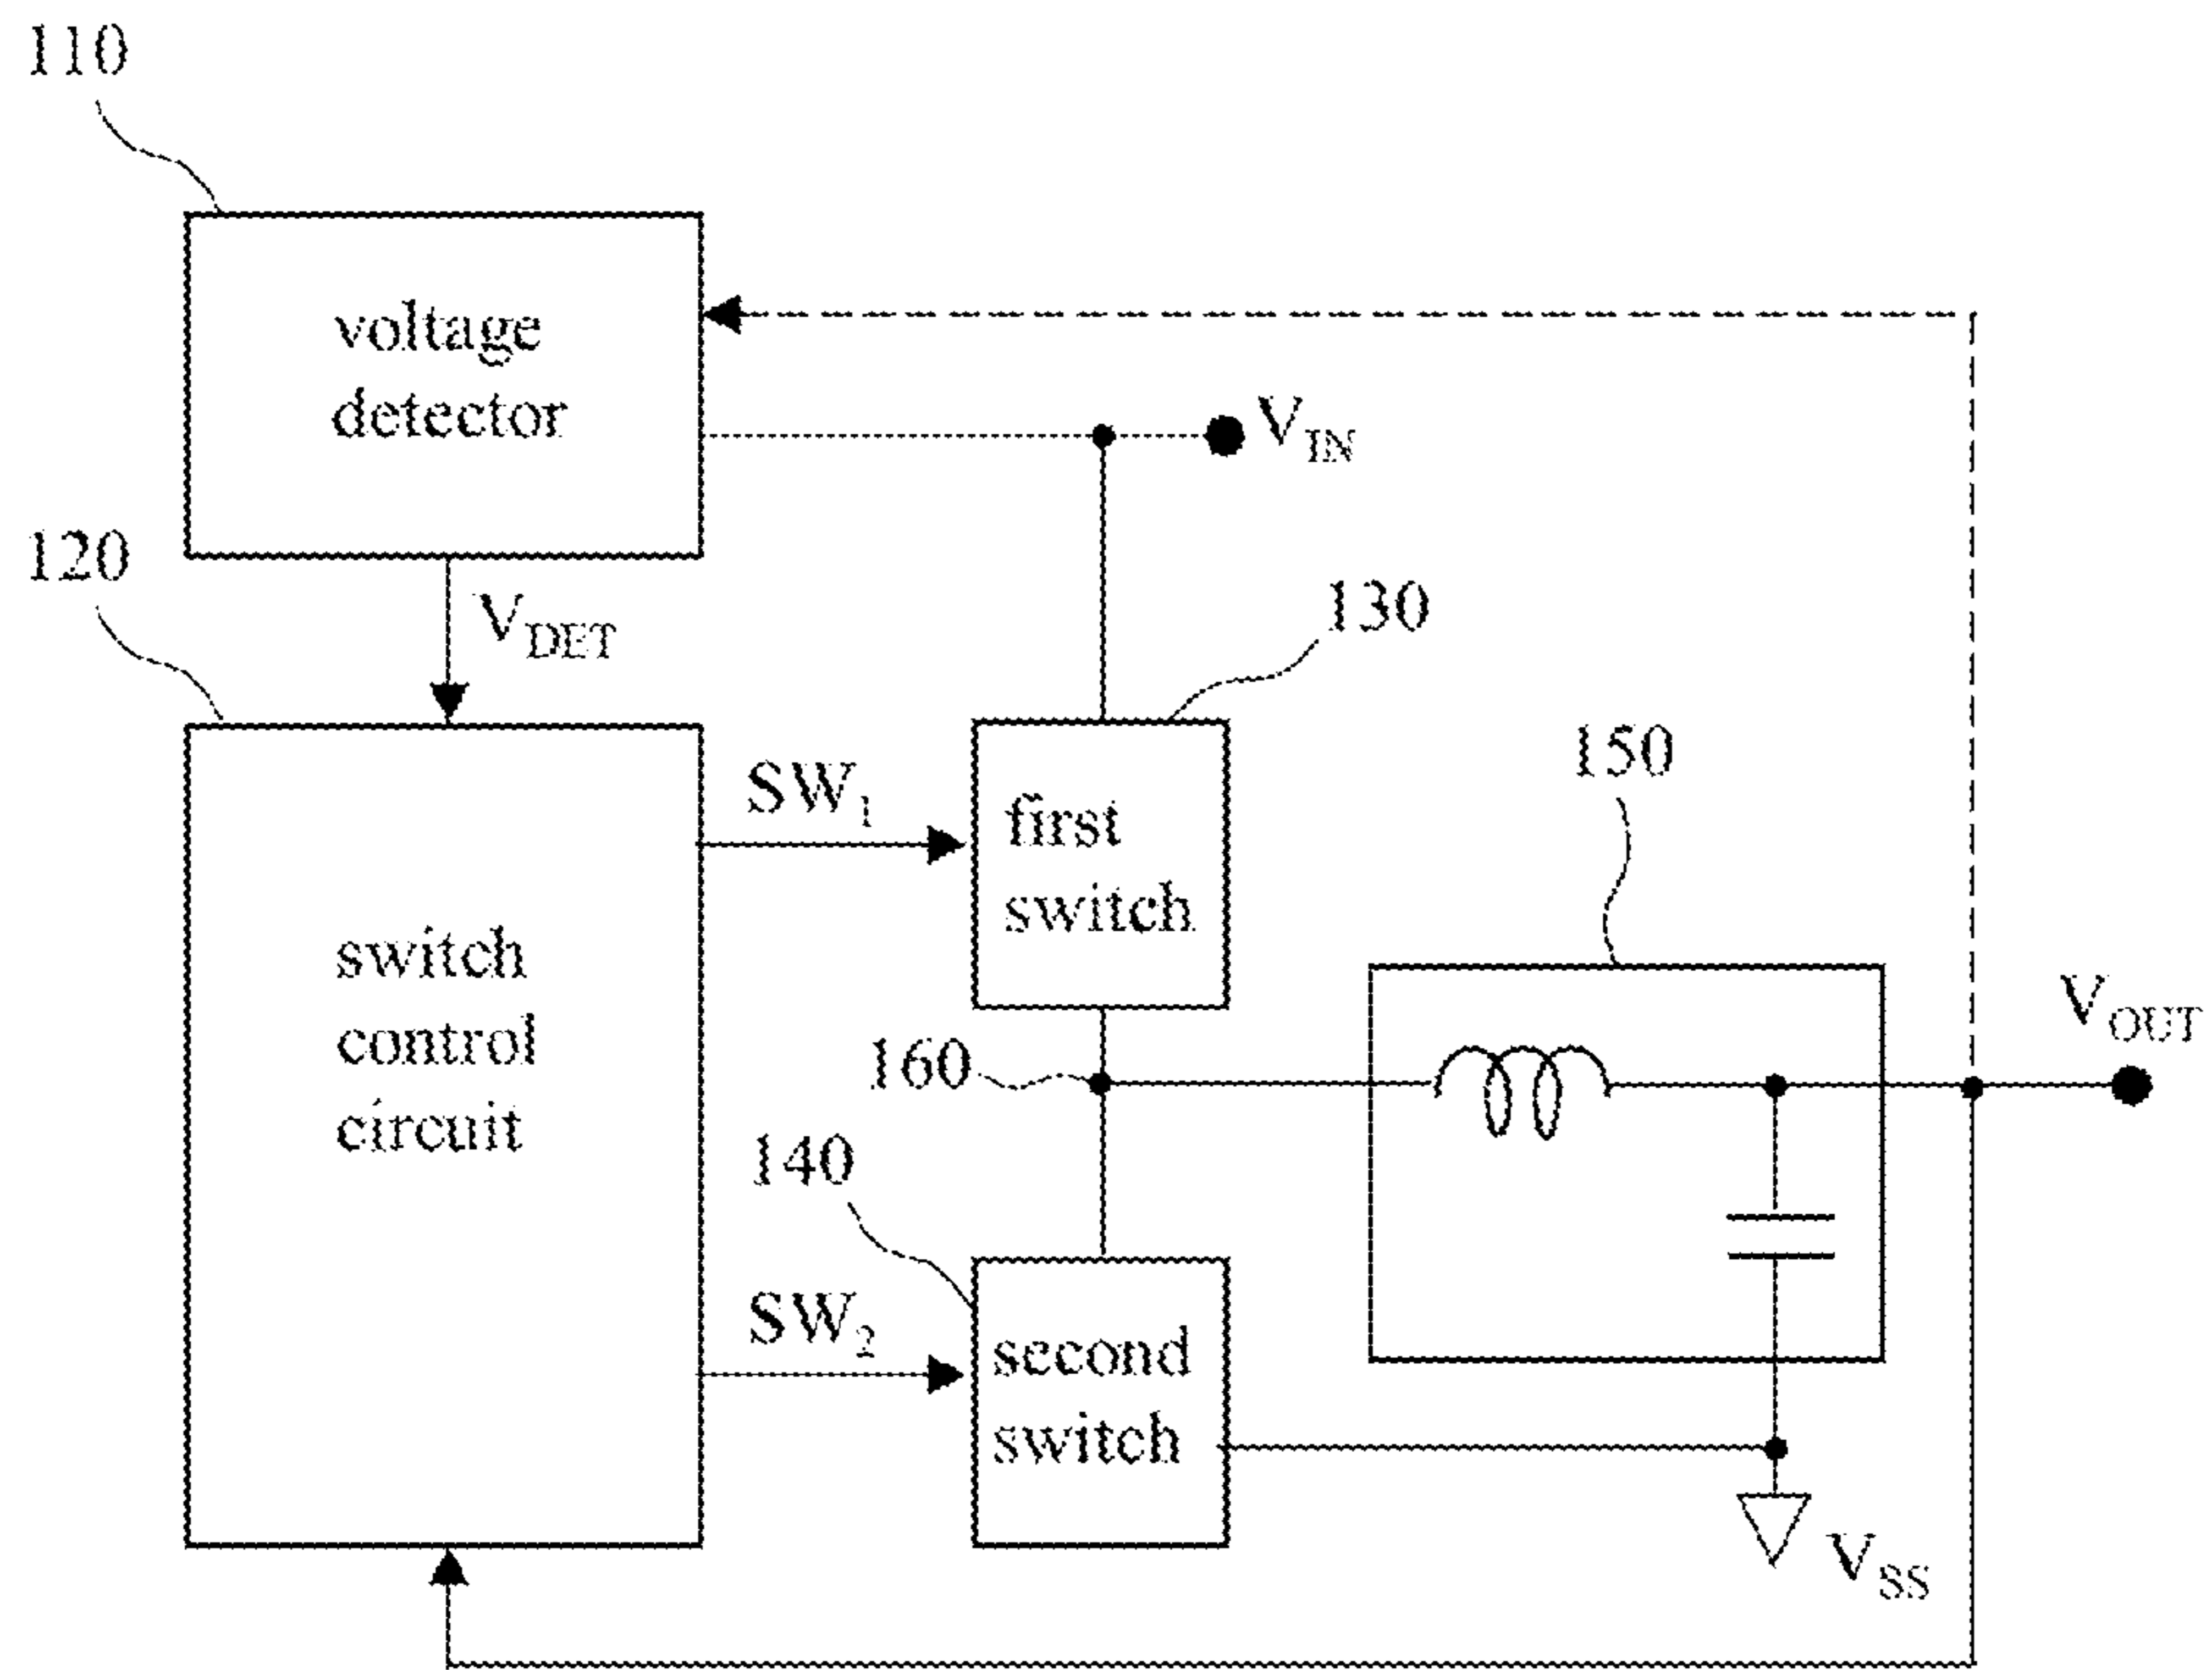 110
voltage
detector
V_IN
120
V_DET
130
SW_1
first
switch
150
switch
control
circuit
160
V_OUT
140
SW_2
second
switch
V_SS